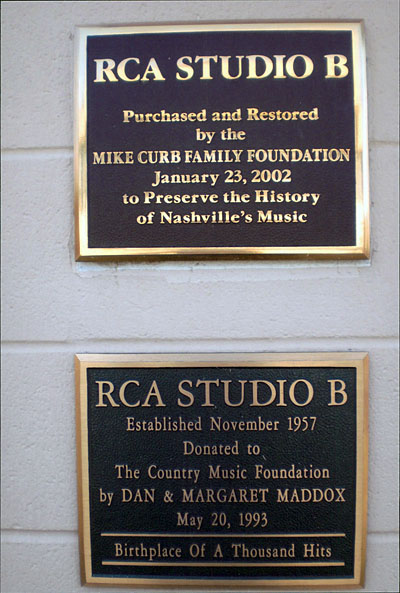 RCA STUDIO B
Purchased and Restored
by the
MIKE CURB FAMILY FOUNDATION
January 23, 2002
to Preserve the History
of Nashville's Music
RCA STUDIO B
Established November 1957
Donated to
The Country Music Foundation
by DAN & MARGARET MADDOX
May 20, 1993
Birthplace Of A Thousand Hits